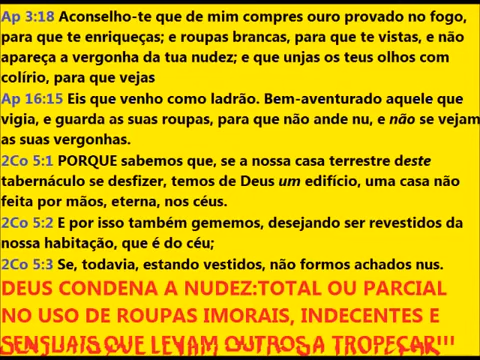 Ap 3:18 Aconselho-te que de mim compres ouro provado no fogo,
para que te enriqueças; e roupas brancas, para que te vistas, e não
apareça a vergonha da tua nudez; e que unjas os teus olhos com
colírio, para que vejas
Ap 16:15 Eis que venho como ladrão. Bem-aventurado aquele que
vigia, e guarda as suas roupas, para que não ande nu, e não se vejam
as suas vergonhas.
2Co 5:1 PORQUE sabemos que, se a nossa casa terrestre deste
tabernáculo se desfizer, temos de Deus um edifício, uma casa não
feita por mãos, eterna, nos céus.
2Co 5:2 E por isso também gememos, desejando ser revestidos da
nossa habitação, que é do céu;
2Co 5:3 Se, todavia, estando vestidos, não formos achados nus.
DEUS CONDENA A NUDEZ:TOTAL OU PARCIAL
NO USO DE ROUPAS IMORAIS, INDECENTES E
SENSUAIS QUE LEVAM OUTROS A TROPEÇAR!!!